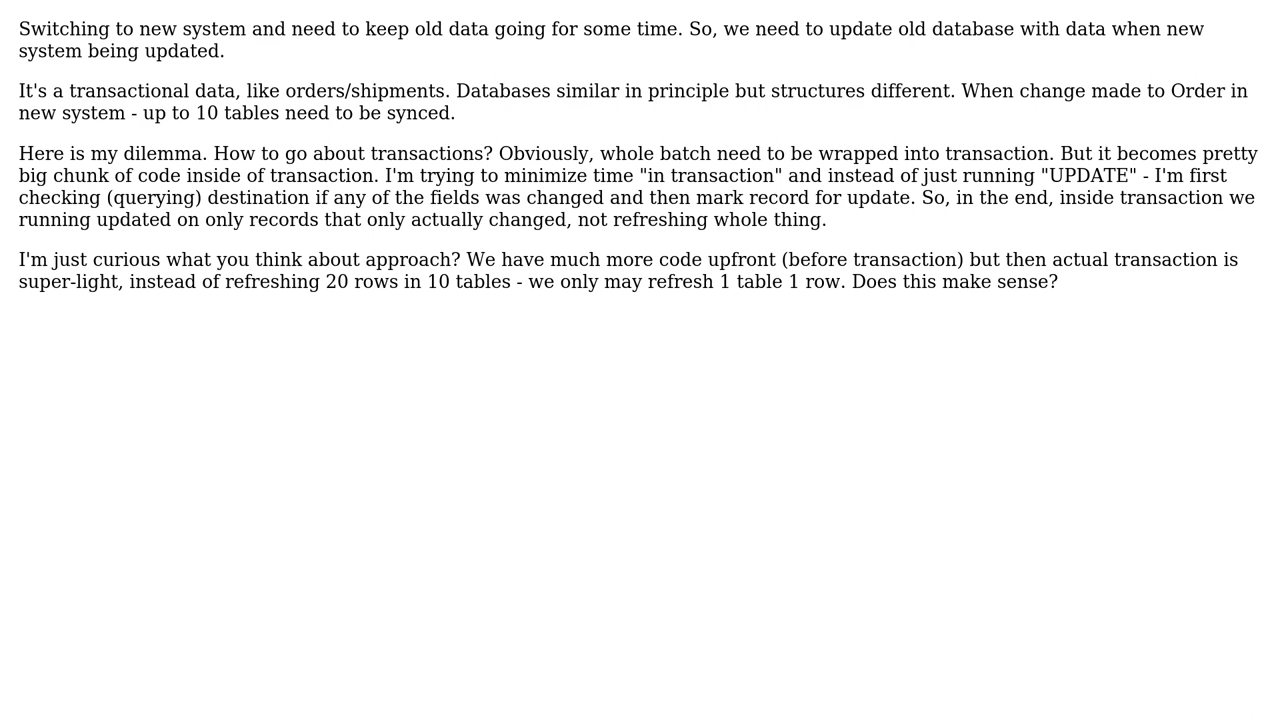 Switching to new system and need to keep old data going for some time. So, we need to update old database with data when new
system being updated.
It's a transactional data, like orders/shipments. Databases similar in principle but structures different. When change made to Order in
new system - up to 10 tables need to be synced.
Here is my dilemma. How to go about transactions? Obviously, whole batch need to be wrapped into transaction. But it becomes pretty
big chunk of code inside of transaction. I'm trying to minimize time "in transaction" and instead of just running "UPDATE" - I'm first
checking (querying) destination if any of the fields was changed and then mark record for update. So, in the end, inside transaction we
running updated on only records that only actually changed, not refreshing whole thing.
I'm just curious what you think about approach? We have much more code upfront (before transaction) but then actual transaction is
super-light, instead of refreshing 20 rows in 10 tables - we only may refresh 1 table 1 row. Does this make sense?